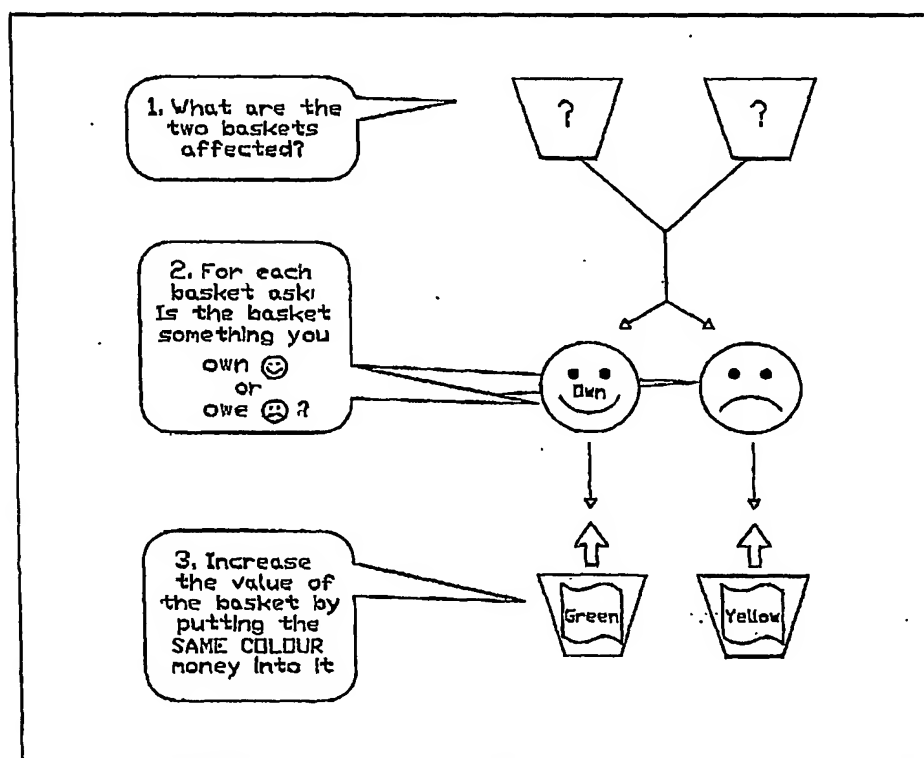 1. What are the
two baskets
affected?
?
?
2. For each
basket ask:
Is the basket
something you
own
or
owe ?
Own
3. Increase
the value of
the basket by
putting the
SAME COLOUR
money into it
Green
Yellow